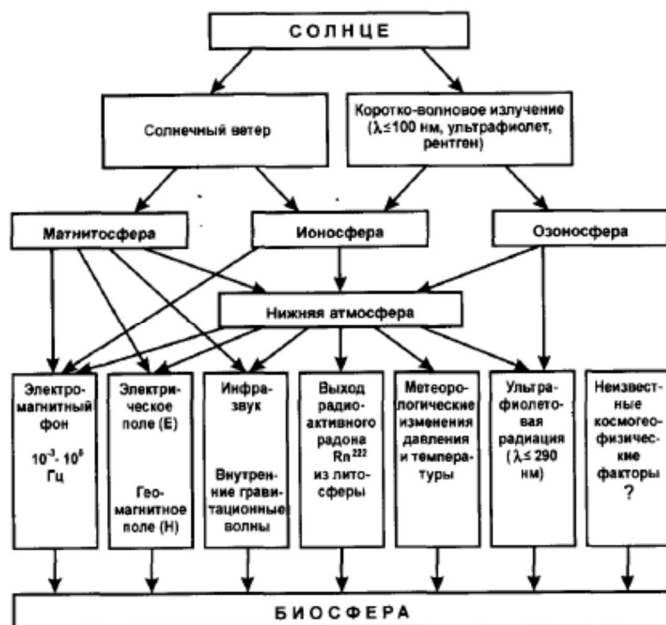 СОЛНЦЕ
Солнечный ветер
Коротко-волновое излучение
(λ≤100 нм, ультрафиолет,
рентген)
Магнитосфера
Ионосфера
Озоносфера
Нижняя атмосфера
Электро-
магнитный
фон
10⁻³- 10⁸
Гц
Электри-
ческое
поле (E)
Гео-
магнитное
поле (H)
Инфра-
звук
Внутрен-
ние грави-
тационные
волны
Выход
радио-
активного
радона
Rn²²²
из лито-
сферы
Метеоро-
логические
изменения
давления
и темпера-
туры
Ультра-
фиолето-
вая
радиация
(λ≤ 290
нм)
Неизвест-
ные
космогео-
физиче-
ские
факторы
?
БИОСФЕРА